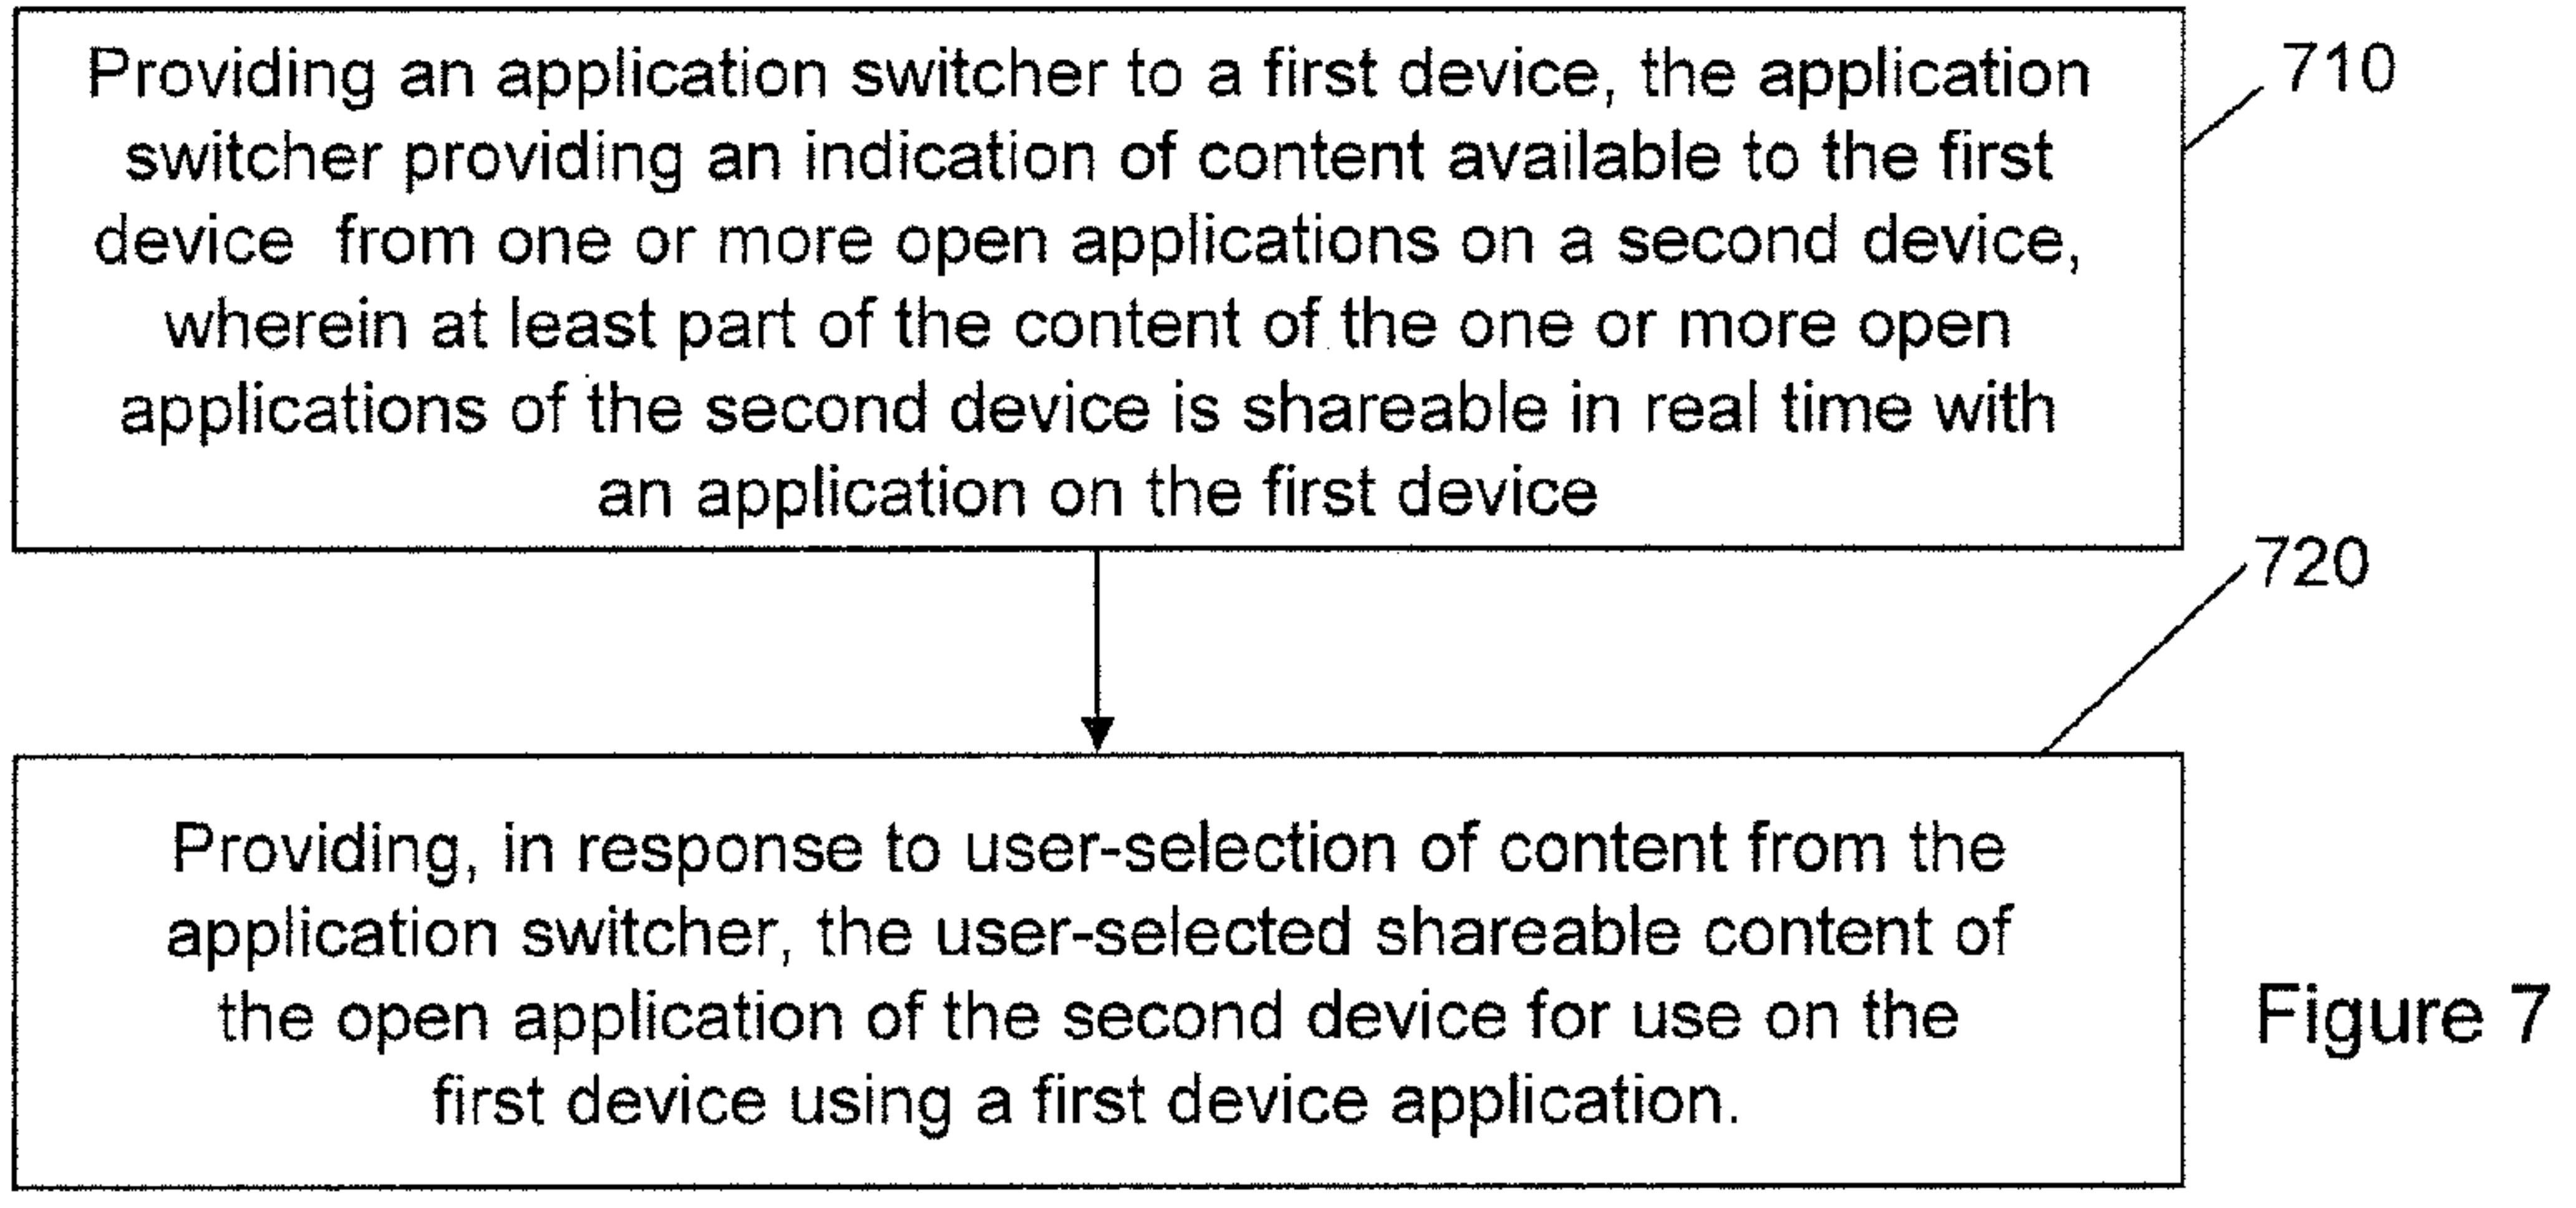 Providing an application switcher to a first device, the application
switcher providing an indication of content available to the first
device from one or more open applications on a second device,
wherein at least part of the content of the one or more open
applications of the second device is shareable in real time with
an application on the first device
710
720
Providing, in response to user-selection of content from the
application switcher, the user-selected shareable content of
the open application of the second device for use on the
first device using a first device application.
Figure 7